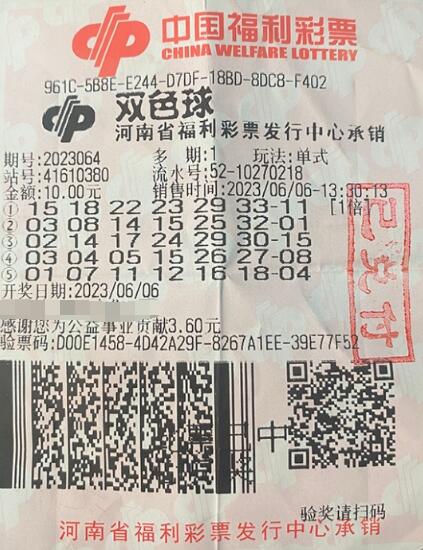 中国福利彩票
CHINA WELFARE LOTTERY
961C-5B8E-E244-D7DF-18BD-8DC8-F402
双色球
河南省福利彩票发行中心承销
期号:2023064 多期:1 玩法:单式
站号:41610380 流水号:52-10270218
金额:10.00元 销售时间:2023/06/06-13:30:13
① 15 18 22 23 29 33-11 [1倍]
② 03 08 14 15 25 32-01
③ 02 14 17 24 29 30-15
④ 03 04 05 15 26 27-08
⑤ 01 07 11 12 16 18-04
已兑付
开奖日期:2023/06/06
感谢您为公益事业贡献3.60元
验票码:D00E1458-4D42A29F-8267A1EE-39E77F52
验奖请扫码
河南省福利彩票发行中心承销